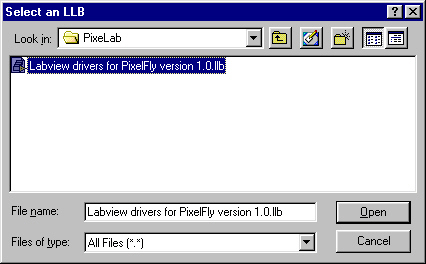 Select an LLB
Look in: PixeLab
Labview drivers for PixelFly version 1.0.llb
File name: Labview drivers for PixelFly version 1.0.llb Open
Files of type: All Files (*.*) Cancel